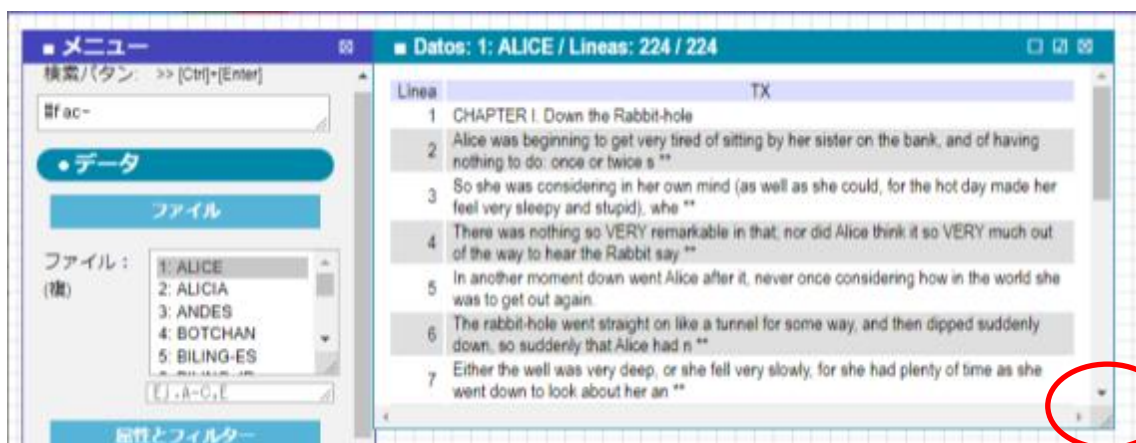 ■ メニュー
検索パタン: >> [Ctrl]+[Enter]
#fac-
• データ
ファイル
ファイル :
(複)
1: ALICE
2: ALICIA
3: ANDES
4: BOTCHAN
5: BILING-ES
属性とフィルター
■ Datos: 1: ALICE / Lineas: 224 / 224
Linea TX
1 CHAPTER I. Down the Rabbit-hole
2 Alice was beginning to get very tired of sitting by her sister on the bank, and of having
nothing to do: once or twice s **
3 So she was considering in her own mind (as well as she could, for the hot day made her
feel very sleepy and stupid), whe **
4 There was nothing so VERY remarkable in that; nor did Alice think it so VERY much out
of the way to hear the Rabbit say **
5 In another moment down went Alice after it, never once considering how in the world she
was to get out again.
6 The rabbit-hole went straight on like a tunnel for some way, and then dipped suddenly
down, so suddenly that Alice had n **
7 Either the well was very deep, or she fell very slowly, for she had plenty of time as she
went down to look about her an **